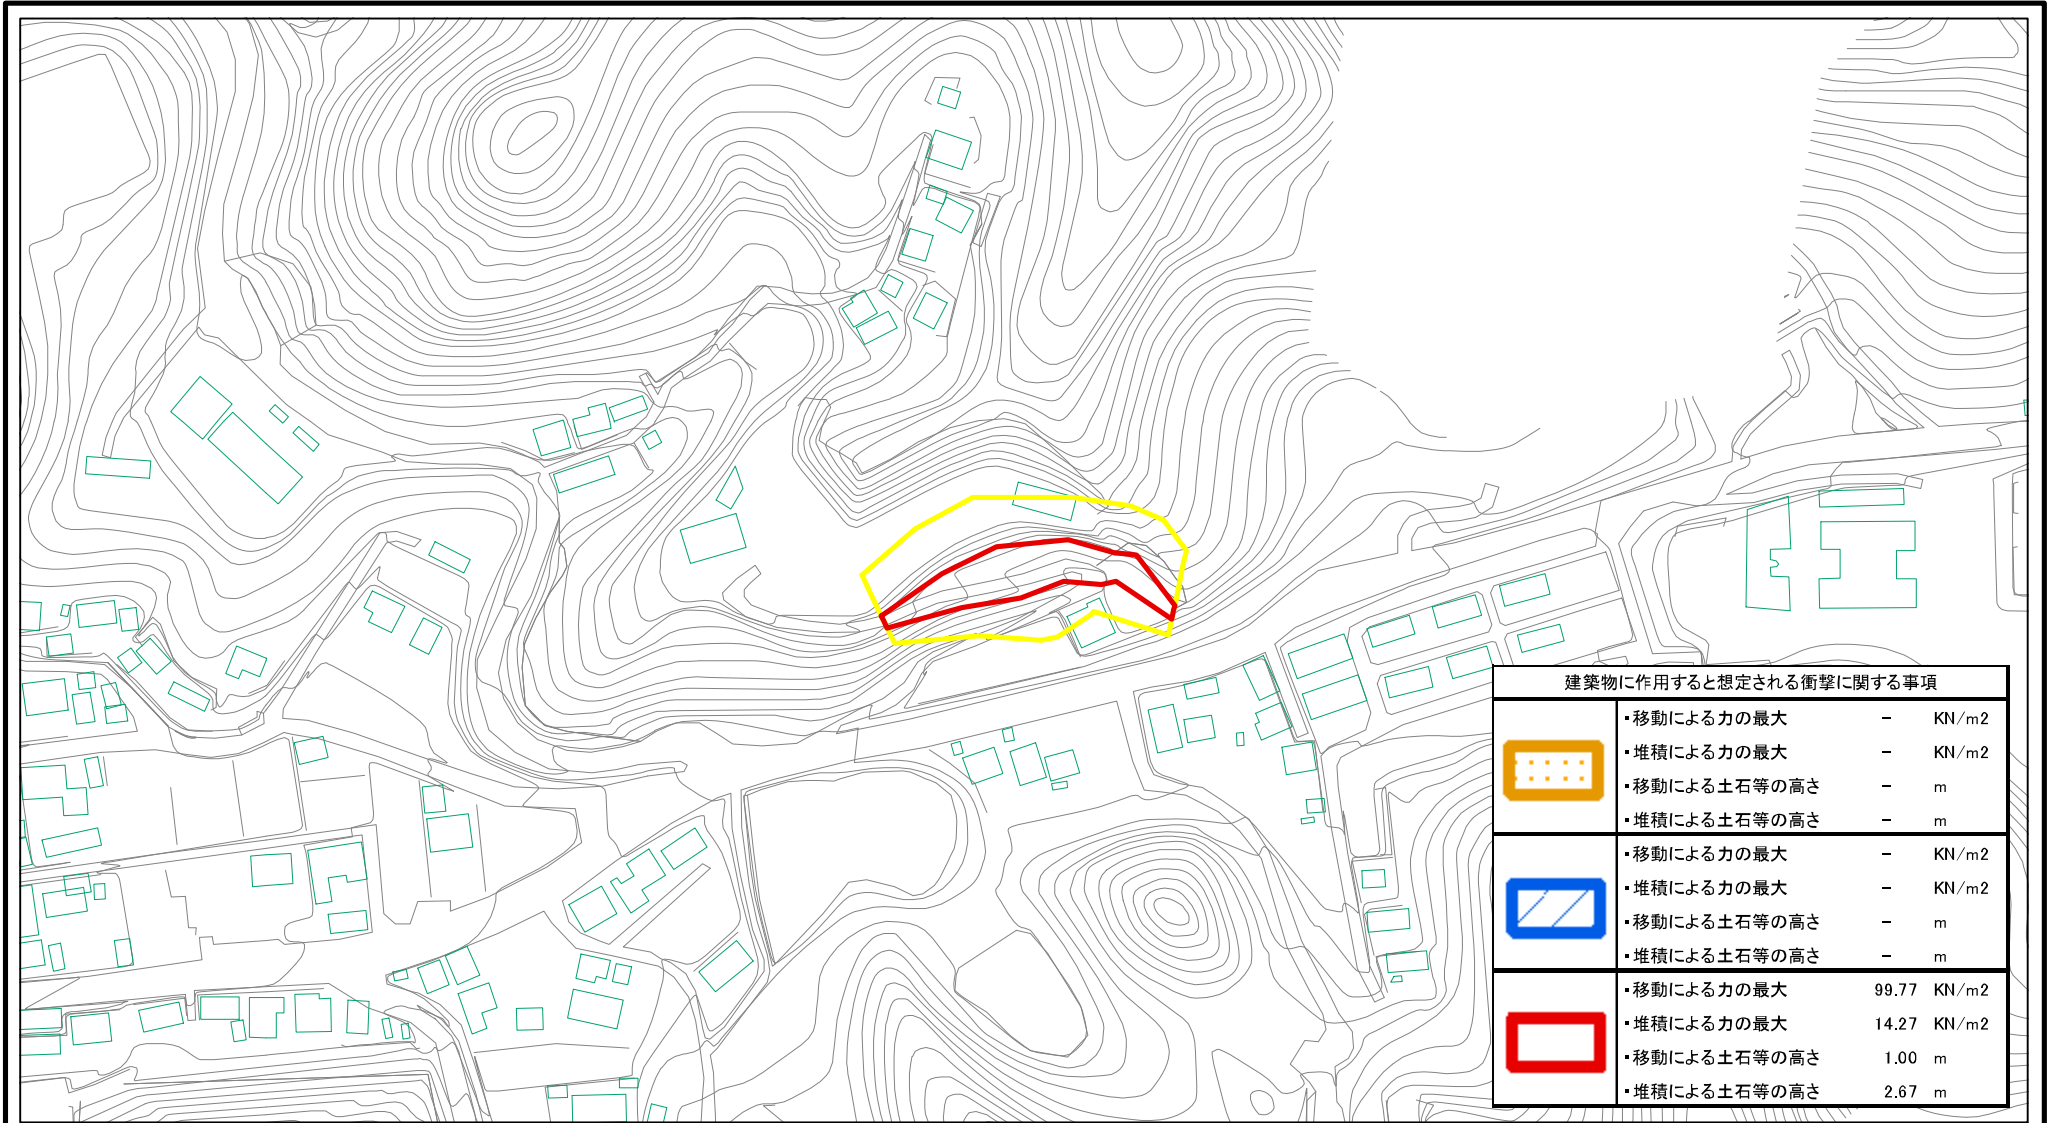 建築物に作用すると想定される衝撃に関する事項
・移動による力の最大 - KN/m2
・堆積による力の最大 - KN/m2
・移動による土石等の高さ - m
・堆積による土石等の高さ - m
・移動による力の最大 - KN/m2
・堆積による力の最大 - KN/m2
・移動による土石等の高さ - m
・堆積による土石等の高さ - m
・移動による力の最大 99.77 KN/m2
・堆積による力の最大 14.27 KN/m2
・移動による土石等の高さ 1.00 m
・堆積による土石等の高さ 2.67 m